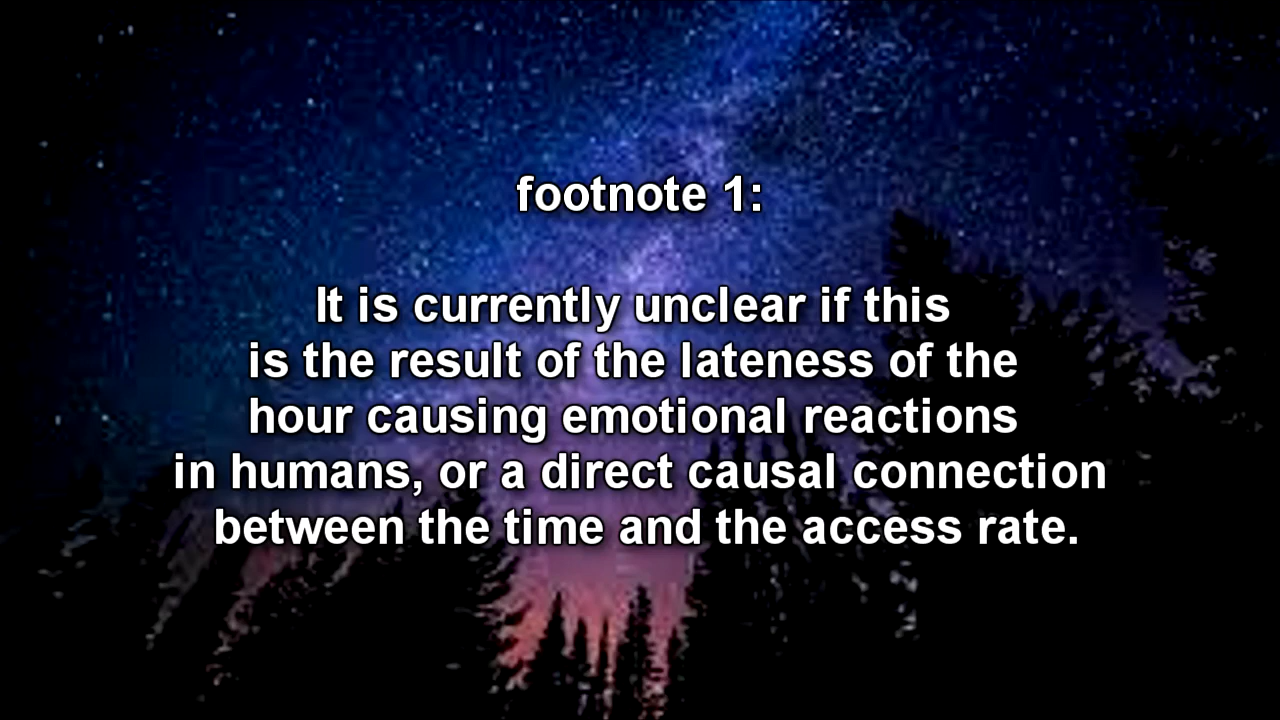 footnote 1:
It is currently unclear if this
is the result of the lateness of the
hour causing emotional reactions
in humans, or a direct causal connection
between the time and the access rate.